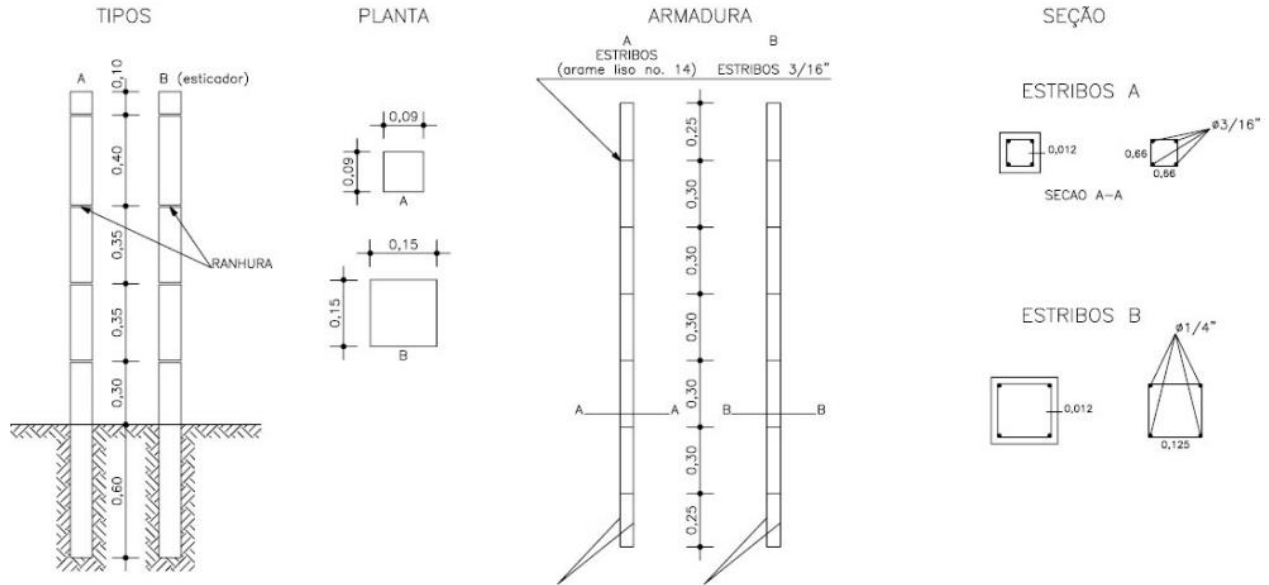 TIPOS
A
B (esticador)
0,10
0,40
0,35
0,35
0,30
0,60
RANHURA
PLANTA
0,09
0,09
A
0,15
0,15
B
ARMADURA
A
ESTRIBOS
(arame liso no. 14)
B
ESTRIBOS 3/16"
0,25
0,30
0,30
0,30
0,30
0,30
0,25
A
A
B
B
SEÇÃO
ESTRIBOS A
0,012
ø3/16"
0,66
0,66
SECAO A-A
ESTRIBOS B
0,012
ø1/4"
0,125